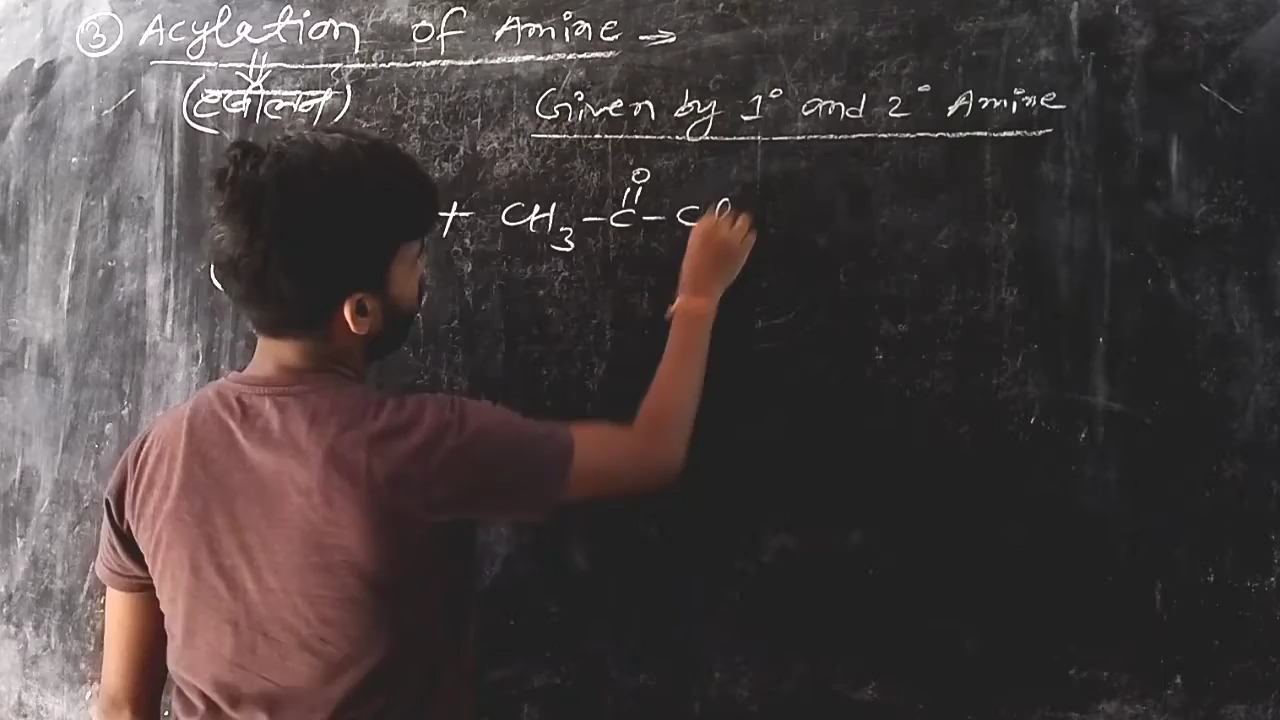 ③ Acylation of Amine →
(एसीलन)
Given by 1° and 2° Amine
+ CH₃-C-Cl
O